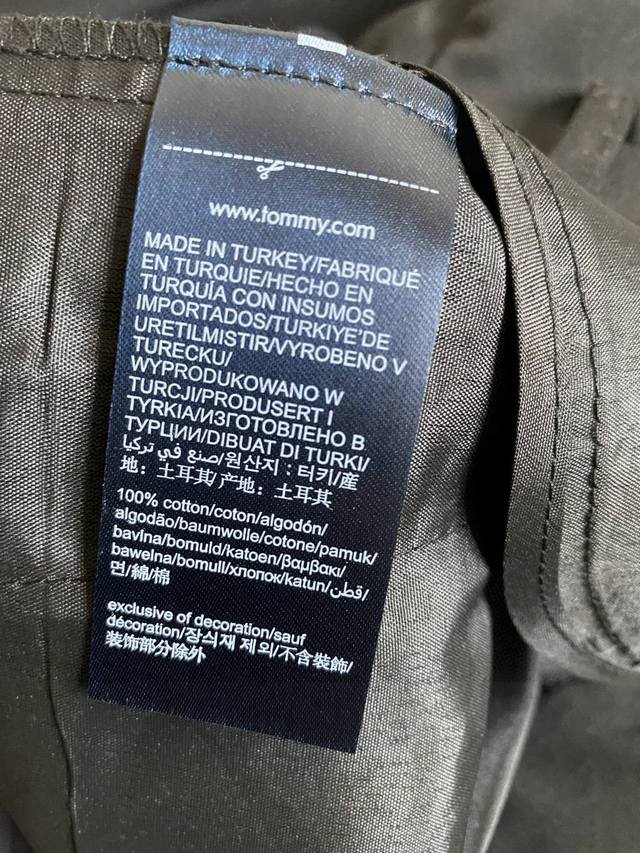 www.tommy.com
MADE IN TURKEY/FABRIQUÉ
EN TURQUIE/HECHO EN
TURQUÍA CON INSUMOS
IMPORTADOS/TURKIYE'DE
URETILMISTIR/VYROBENO V
TURECKU/
WYPRODUKOWANO W
TURCJI/PRODUSERT I
TYRKIA/ИЗГОТОВЛЕНО В
ТУРЦИИ/DIBUAT DI TURKI/
صنع في تركيا/원산지 : 터키/産
地: 土耳其/产地: 土耳其
100% cotton/coton/algodón/
algodão/baumwolle/cotone/pamuk/
bavlna/bomuld/katoen/βαμβακι/
bawełna/bomull/хлопок/katun/قطن/
면/綿/棉
exclusive of decoration/sauf
décoration/장식재 제외/不含裝飾/
装饰部分除外